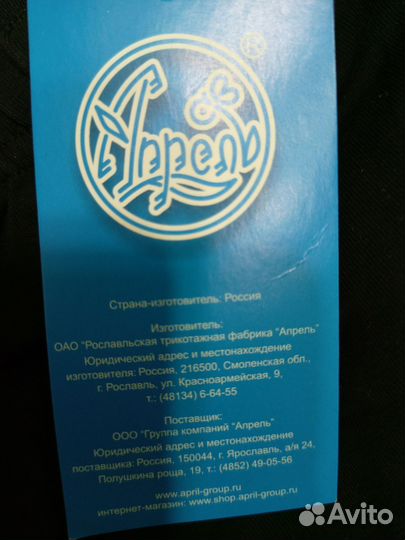 ®
Апрель
Страна-изготовитель: Россия
Изготовитель:
ОАО "Рославльская трикотажная фабрика "Апрель"
Юридический адрес и местонахождение
изготовителя: Россия, 216500, Смоленская обл.,
г. Рославль, ул. Красноармейская, 9,
т.: (48134) 6-64-55
Поставщик:
ООО "Группа компаний "Апрель"
Юридический адрес и местонахождение
поставщика: Россия, 150044, г. Ярославль, а/я 24,
Полушкина роща, 19, т.: (4852) 49-05-56
www.april-group.ru
интернет-магазин: www.shop.april-group.ru
Avito